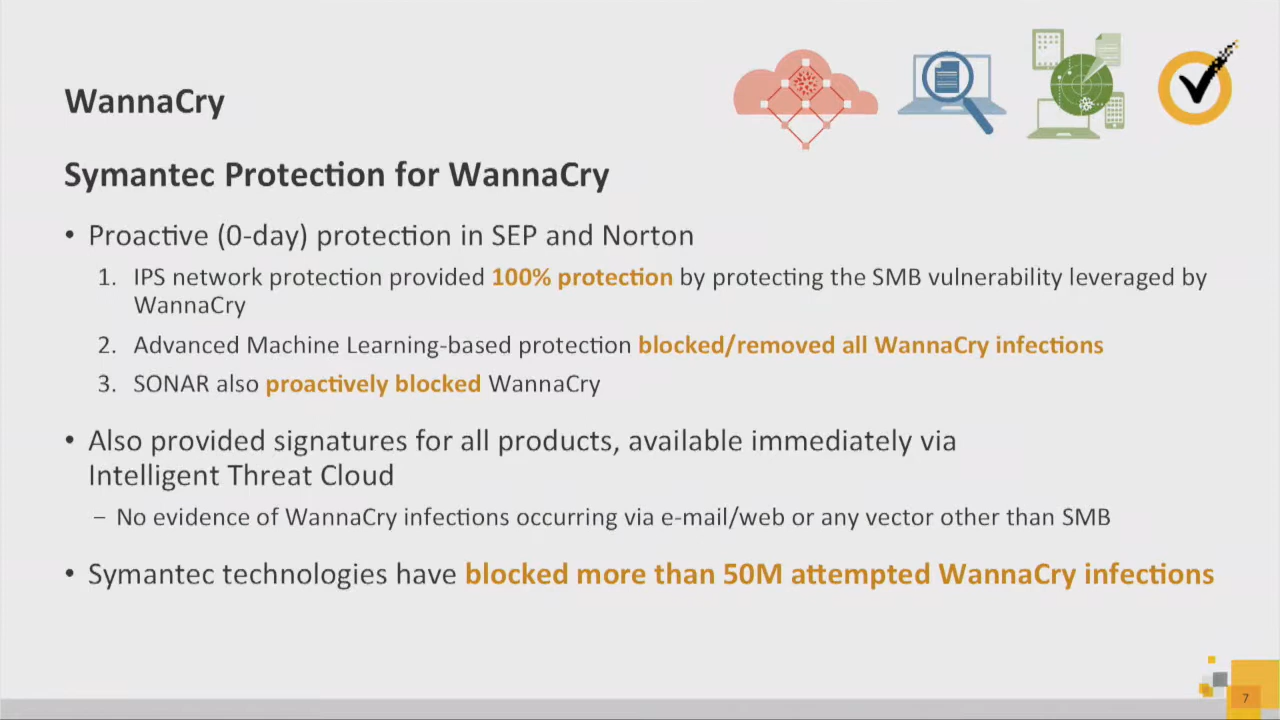 WannaCry
Symantec Protection for WannaCry
• Proactive (0-day) protection in SEP and Norton
1. IPS network protection provided 100% protection by protecting the SMB vulnerability leveraged by
WannaCry
2. Advanced Machine Learning-based protection blocked/removed all WannaCry infections
3. SONAR also proactively blocked WannaCry
• Also provided signatures for all products, available immediately via
Intelligent Threat Cloud
– No evidence of WannaCry infections occurring via e-mail/web or any vector other than SMB
• Symantec technologies have blocked more than 50M attempted WannaCry infections
7